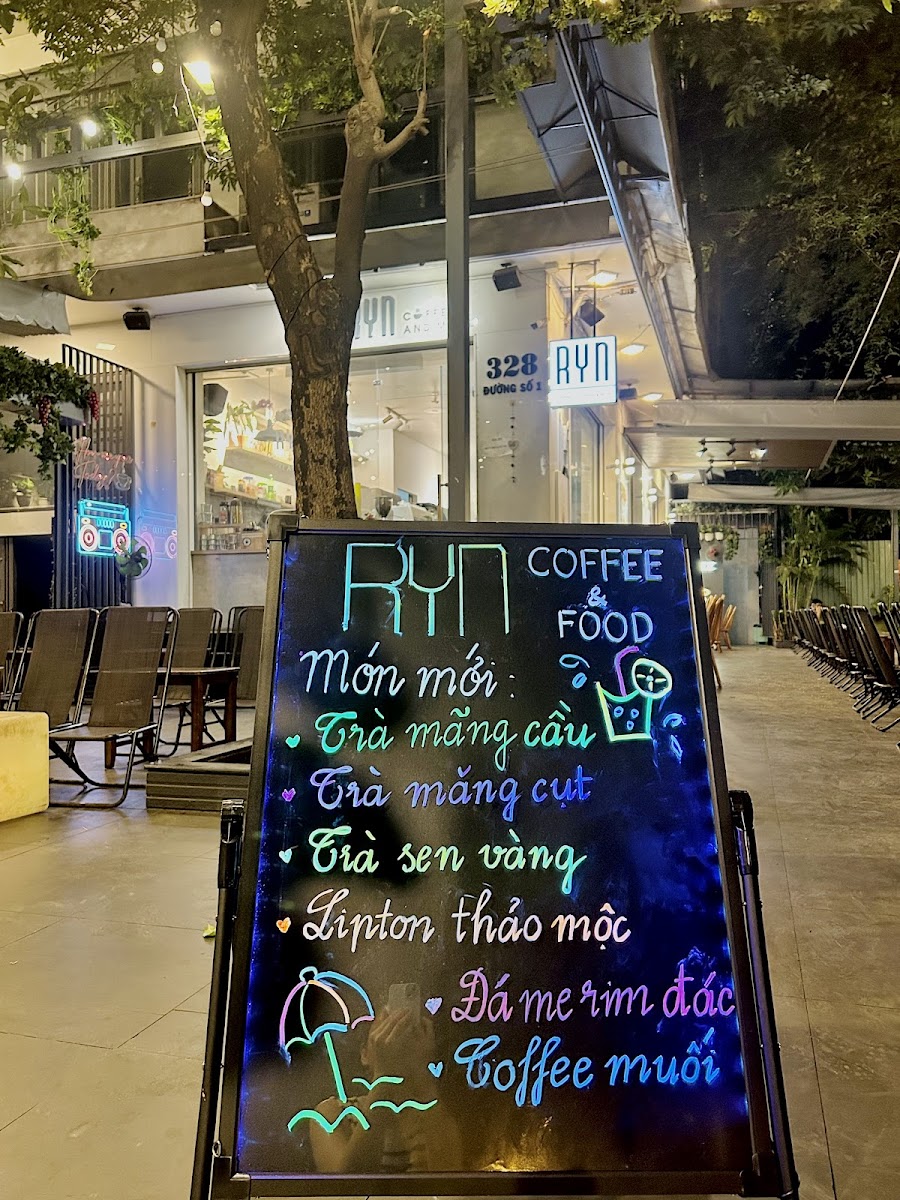 RYN
COFFEE
328
ĐƯỜNG SỐ 1
RYN
RYN COFFEE
&
FOOD
Món mới:
Trà mãng cầu
Trà măng cụt
Trà sen vàng
Lipton thảo mộc
Đá me rim đác
Coffee muối